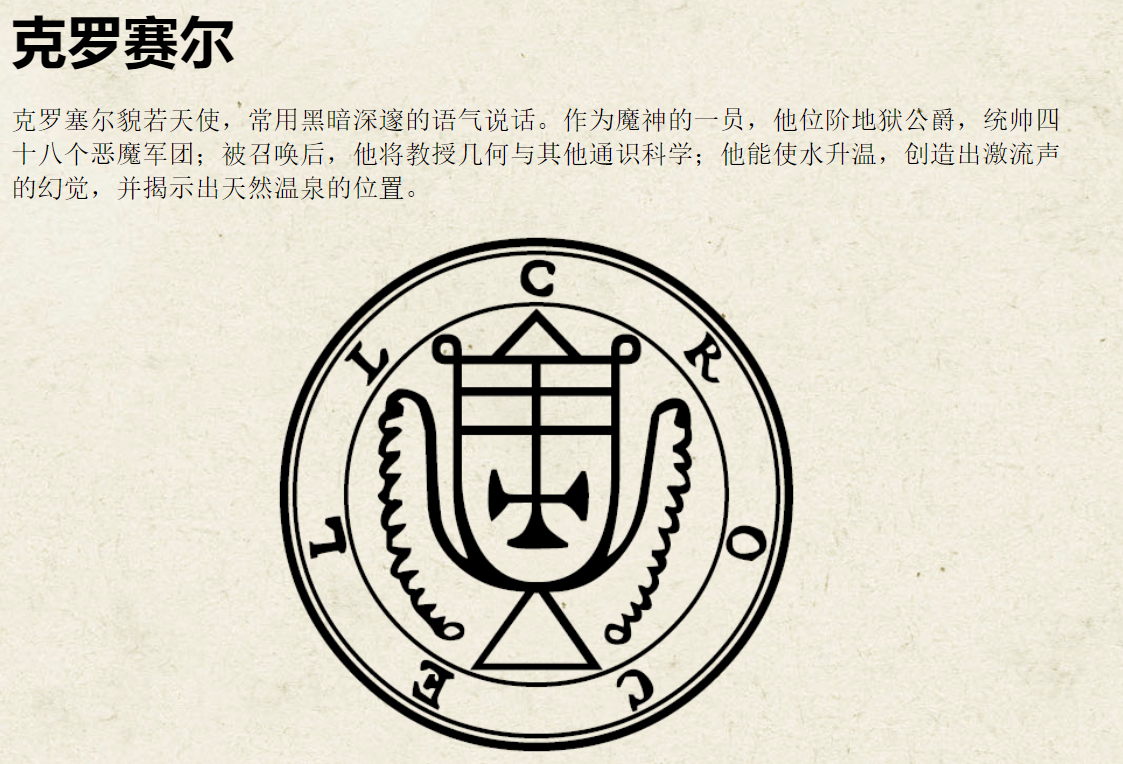 克罗赛尔
克罗塞尔貌若天使，常用黑暗深邃的语气说话。作为魔神的一员，他位阶地狱公爵，统帅四
十八个恶魔军团；被召唤后，他将教授几何与其他通识科学；他能使水升温，创造出激流声
的幻觉，并揭示出天然温泉的位置。
C R O C E L L